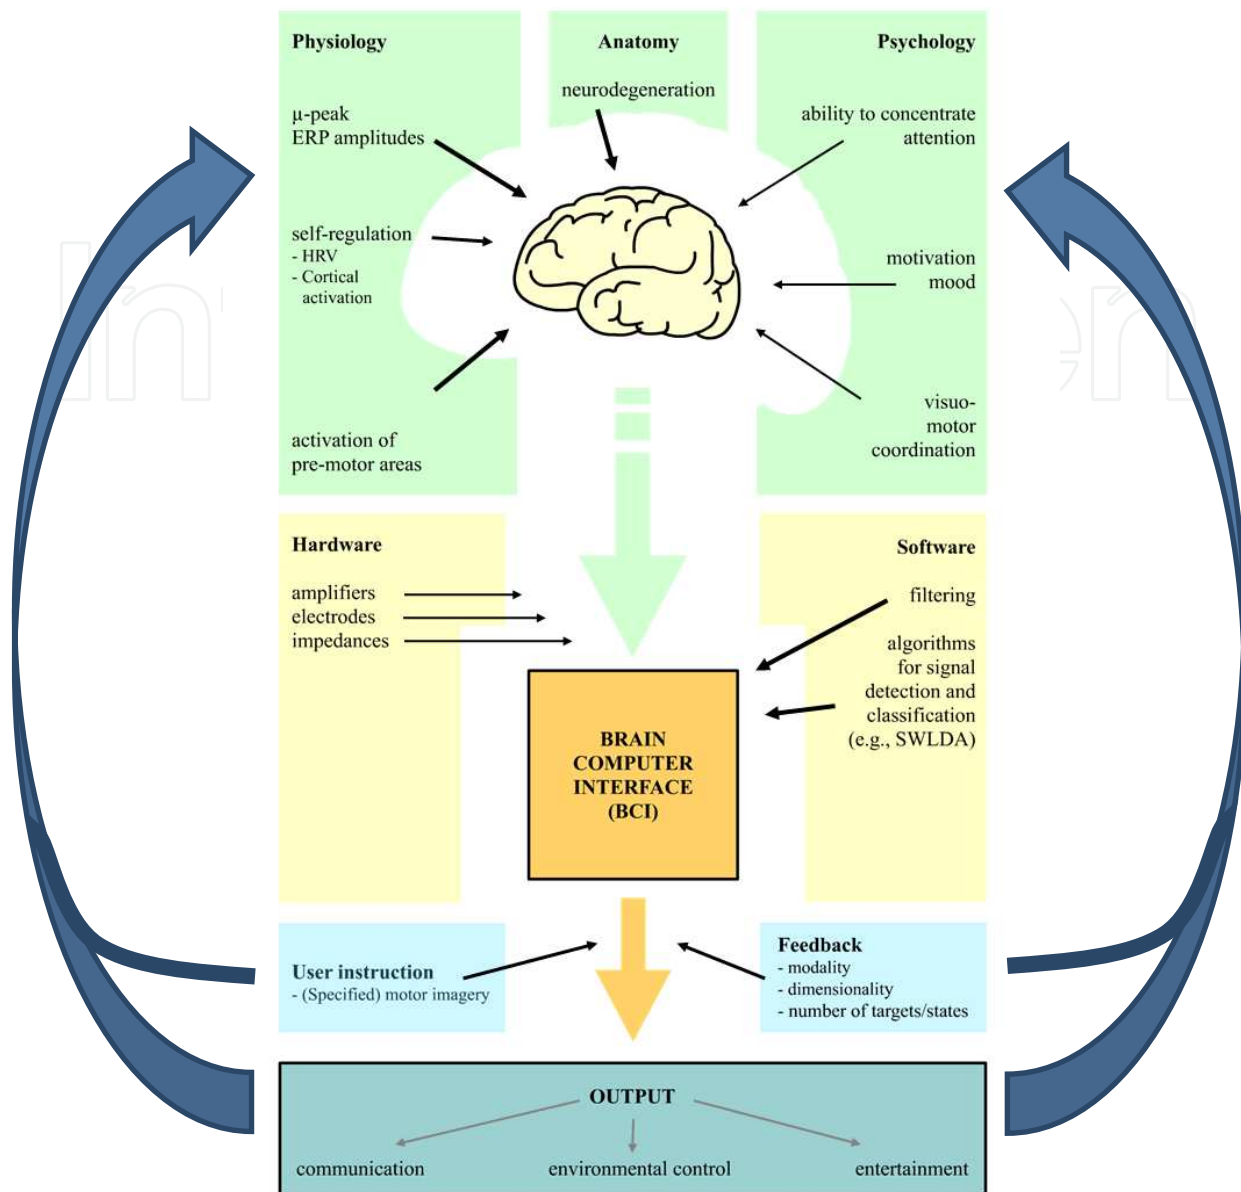 Physiology
µ-peak
ERP amplitudes
self-regulation
- HRV
- Cortical
activation
activation of
pre-motor areas
Anatomy
neurodegeneration
Psychology
ability to concentrate
attention
motivation
mood
visuo-
motor
coordination
Hardware
amplifiers
electrodes
impedances
Software
filtering
algorithms
for signal
detection and
classification
(e.g., SWLDA)
BRAIN
COMPUTER
INTERFACE
(BCI)
User instruction
- (Specified) motor imagery
Feedback
- modality
- dimensionality
- number of targets/states
OUTPUT
communication
environmental control
entertainment